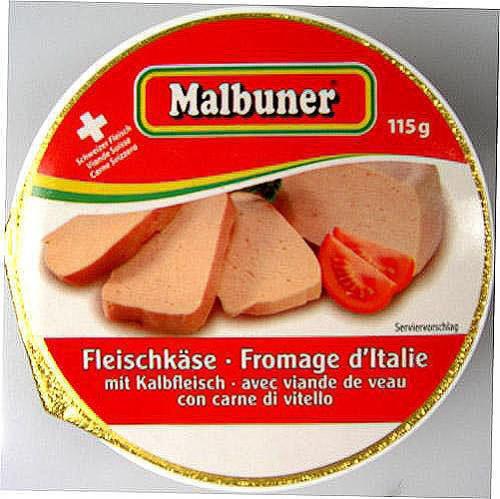 Malbuner®
115g
Schweizer Fleisch
Viande Suisse
Carne Svizzera
Serviervorschlag
Fleischkäse · Fromage d'Italie
mit Kalbfleisch · avec viande de veau
con carne di vitello